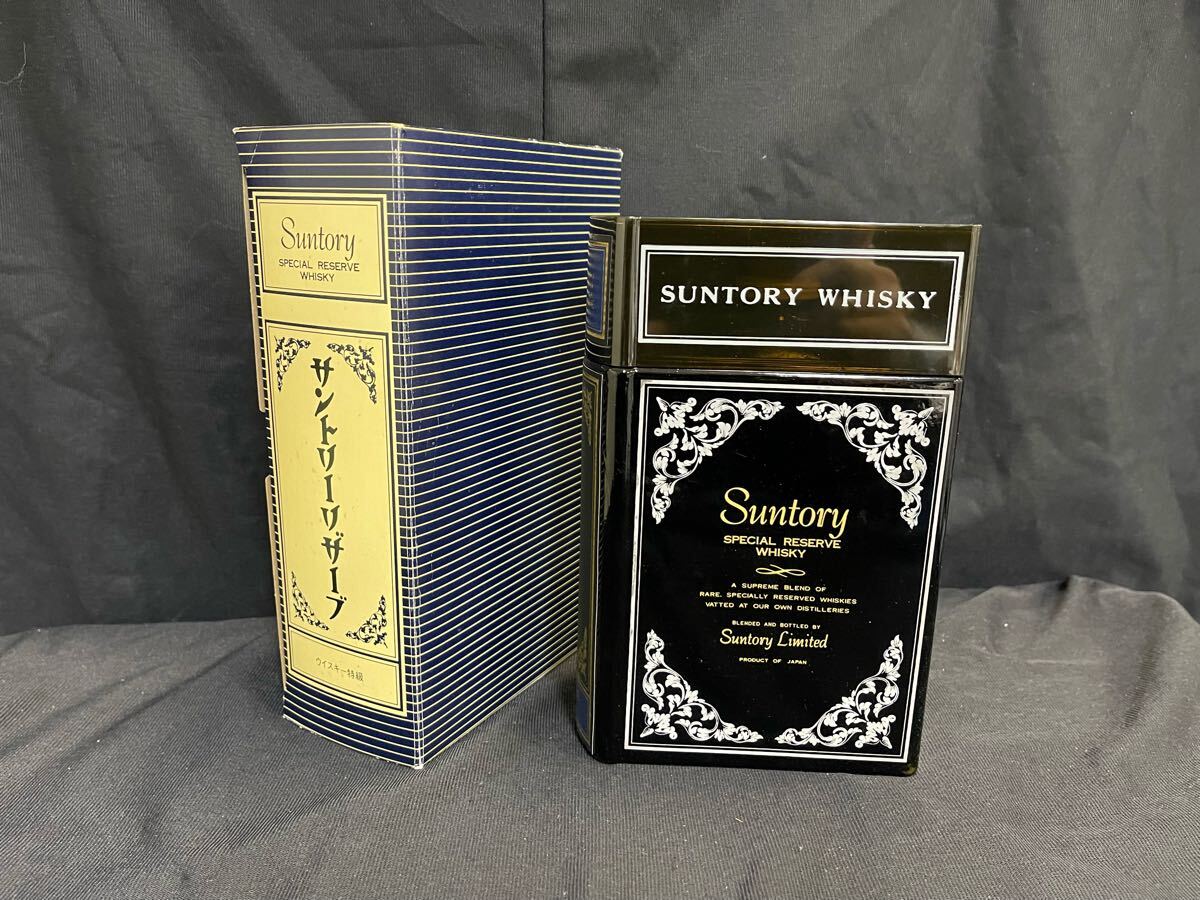 Suntory
SPECIAL RESERVE
WHISKY
サントリーリザーブ
ウイスキー特級
SUNTORY WHISKY
Suntory
SPECIAL RESERVE
WHISKY
A SUPREME BLEND OF
RARE, SPECIALLY RESERVED WHISKIES
VATTED AT OUR OWN DISTILLERIES
BLENDED AND BOTTLED BY
Suntory Limited
PRODUCT OF JAPAN